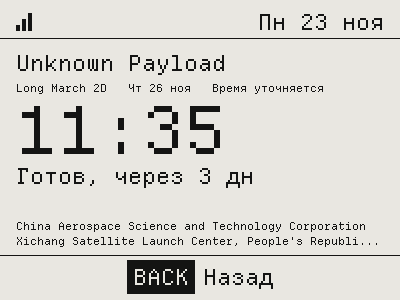 Пн 23 ноя
Unknown Payload
Long March 2D Чт 26 ноя Время уточняется
11:35
Готов, через 3 дн
China Aerospace Science and Technology Corporation
Xichang Satellite Launch Center, People's Republi...
BACK Назад